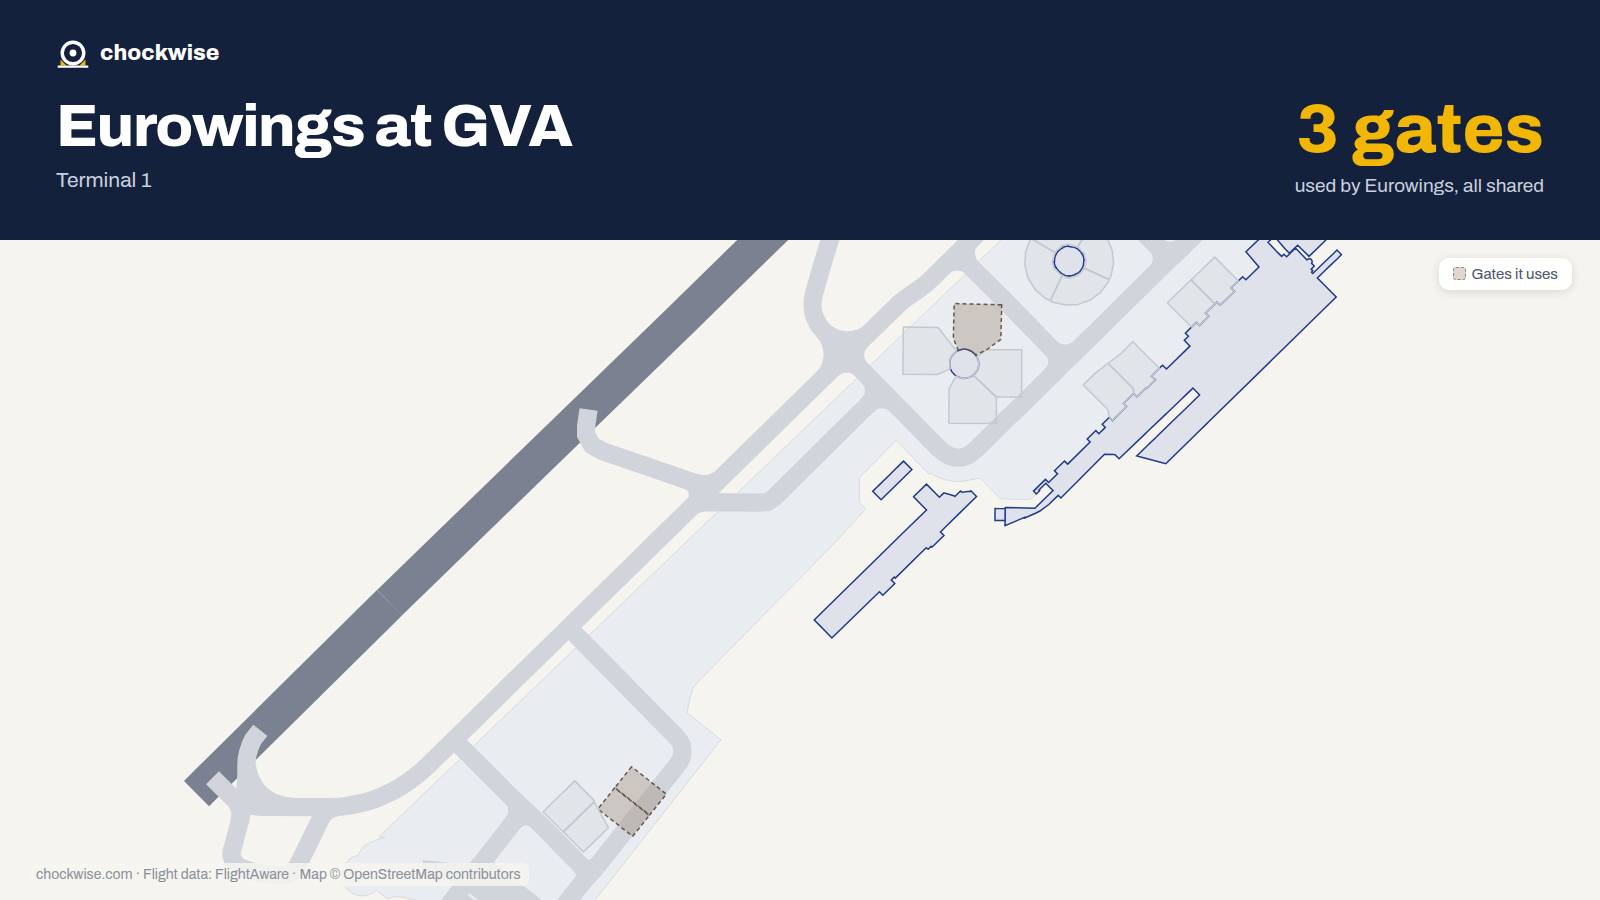 chockwise
Eurowings at GVA
Terminal 1
3 gates
used by Eurowings, all shared
Gates it uses
chockwise.com · Flight data: FlightAware · Map © OpenStreetMap contributors